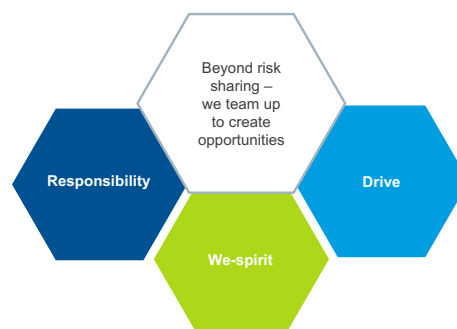 Beyond risk
sharing –
we team up
to create
opportunities
Responsibility
Drive
We-spirit